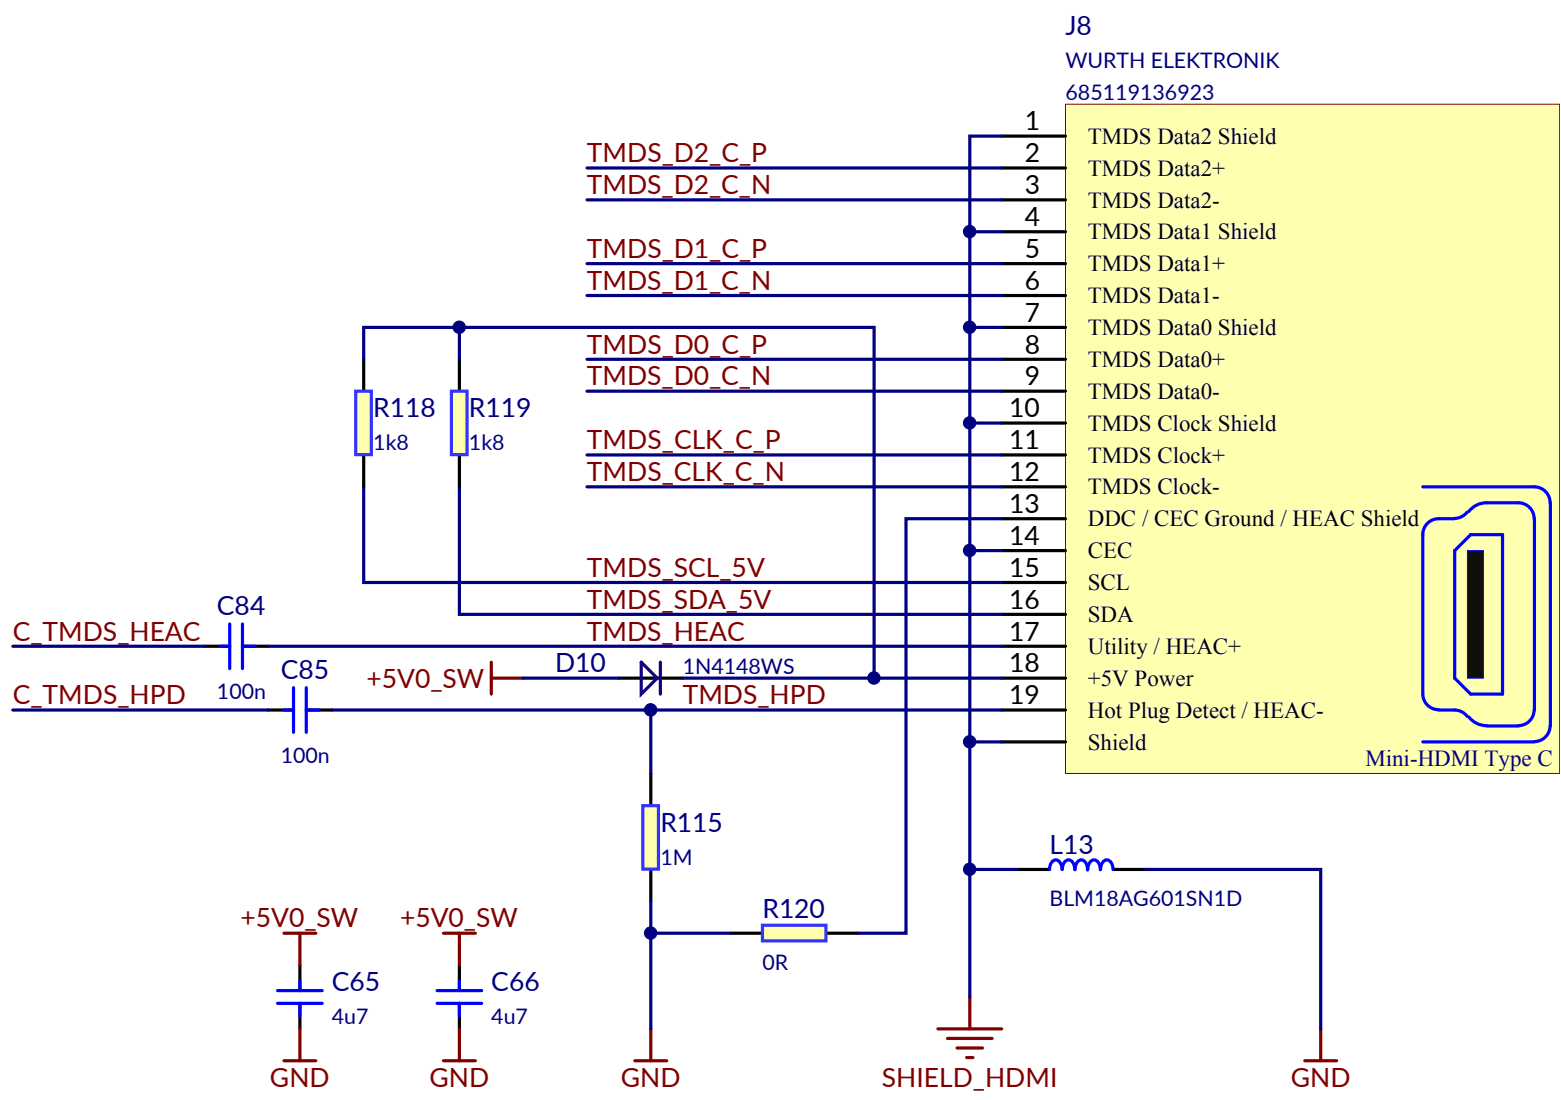 J8
WURTH ELEKTRONIK
685119136923
1 TMDS Data2 Shield
TMDS_D2_C_P 2 TMDS Data2+
TMDS_D2_C_N 3 TMDS Data2-
4 TMDS Data1 Shield
TMDS_D1_C_P 5 TMDS Data1+
TMDS_D1_C_N 6 TMDS Data1-
7 TMDS Data0 Shield
TMDS_D0_C_P 8 TMDS Data0+
TMDS_D0_C_N 9 TMDS Data0-
R118 R119 10 TMDS Clock Shield
1k8 1k8 TMDS_CLK_C_P 11 TMDS Clock+
TMDS_CLK_C_N 12 TMDS Clock-
13 DDC / CEC Ground / HEAC Shield
14 CEC
TMDS_SCL_5V 15 SCL
TMDS_SDA_5V 16 SDA
C84
C_TMDS_HEAC TMDS_HEAC 17 Utility / HEAC+
100n
+5V0_SW D10 1N4148WS 18 +5V Power
C85
C_TMDS_HPD TMDS_HPD 19 Hot Plug Detect / HEAC-
100n
Shield
Mini-HDMI Type C
R115
1M
L13
BLM18AG601SN1D
R120
0R
+5V0_SW +5V0_SW
C65 C66
4u7 4u7
GND GND GND SHIELD_HDMI GND